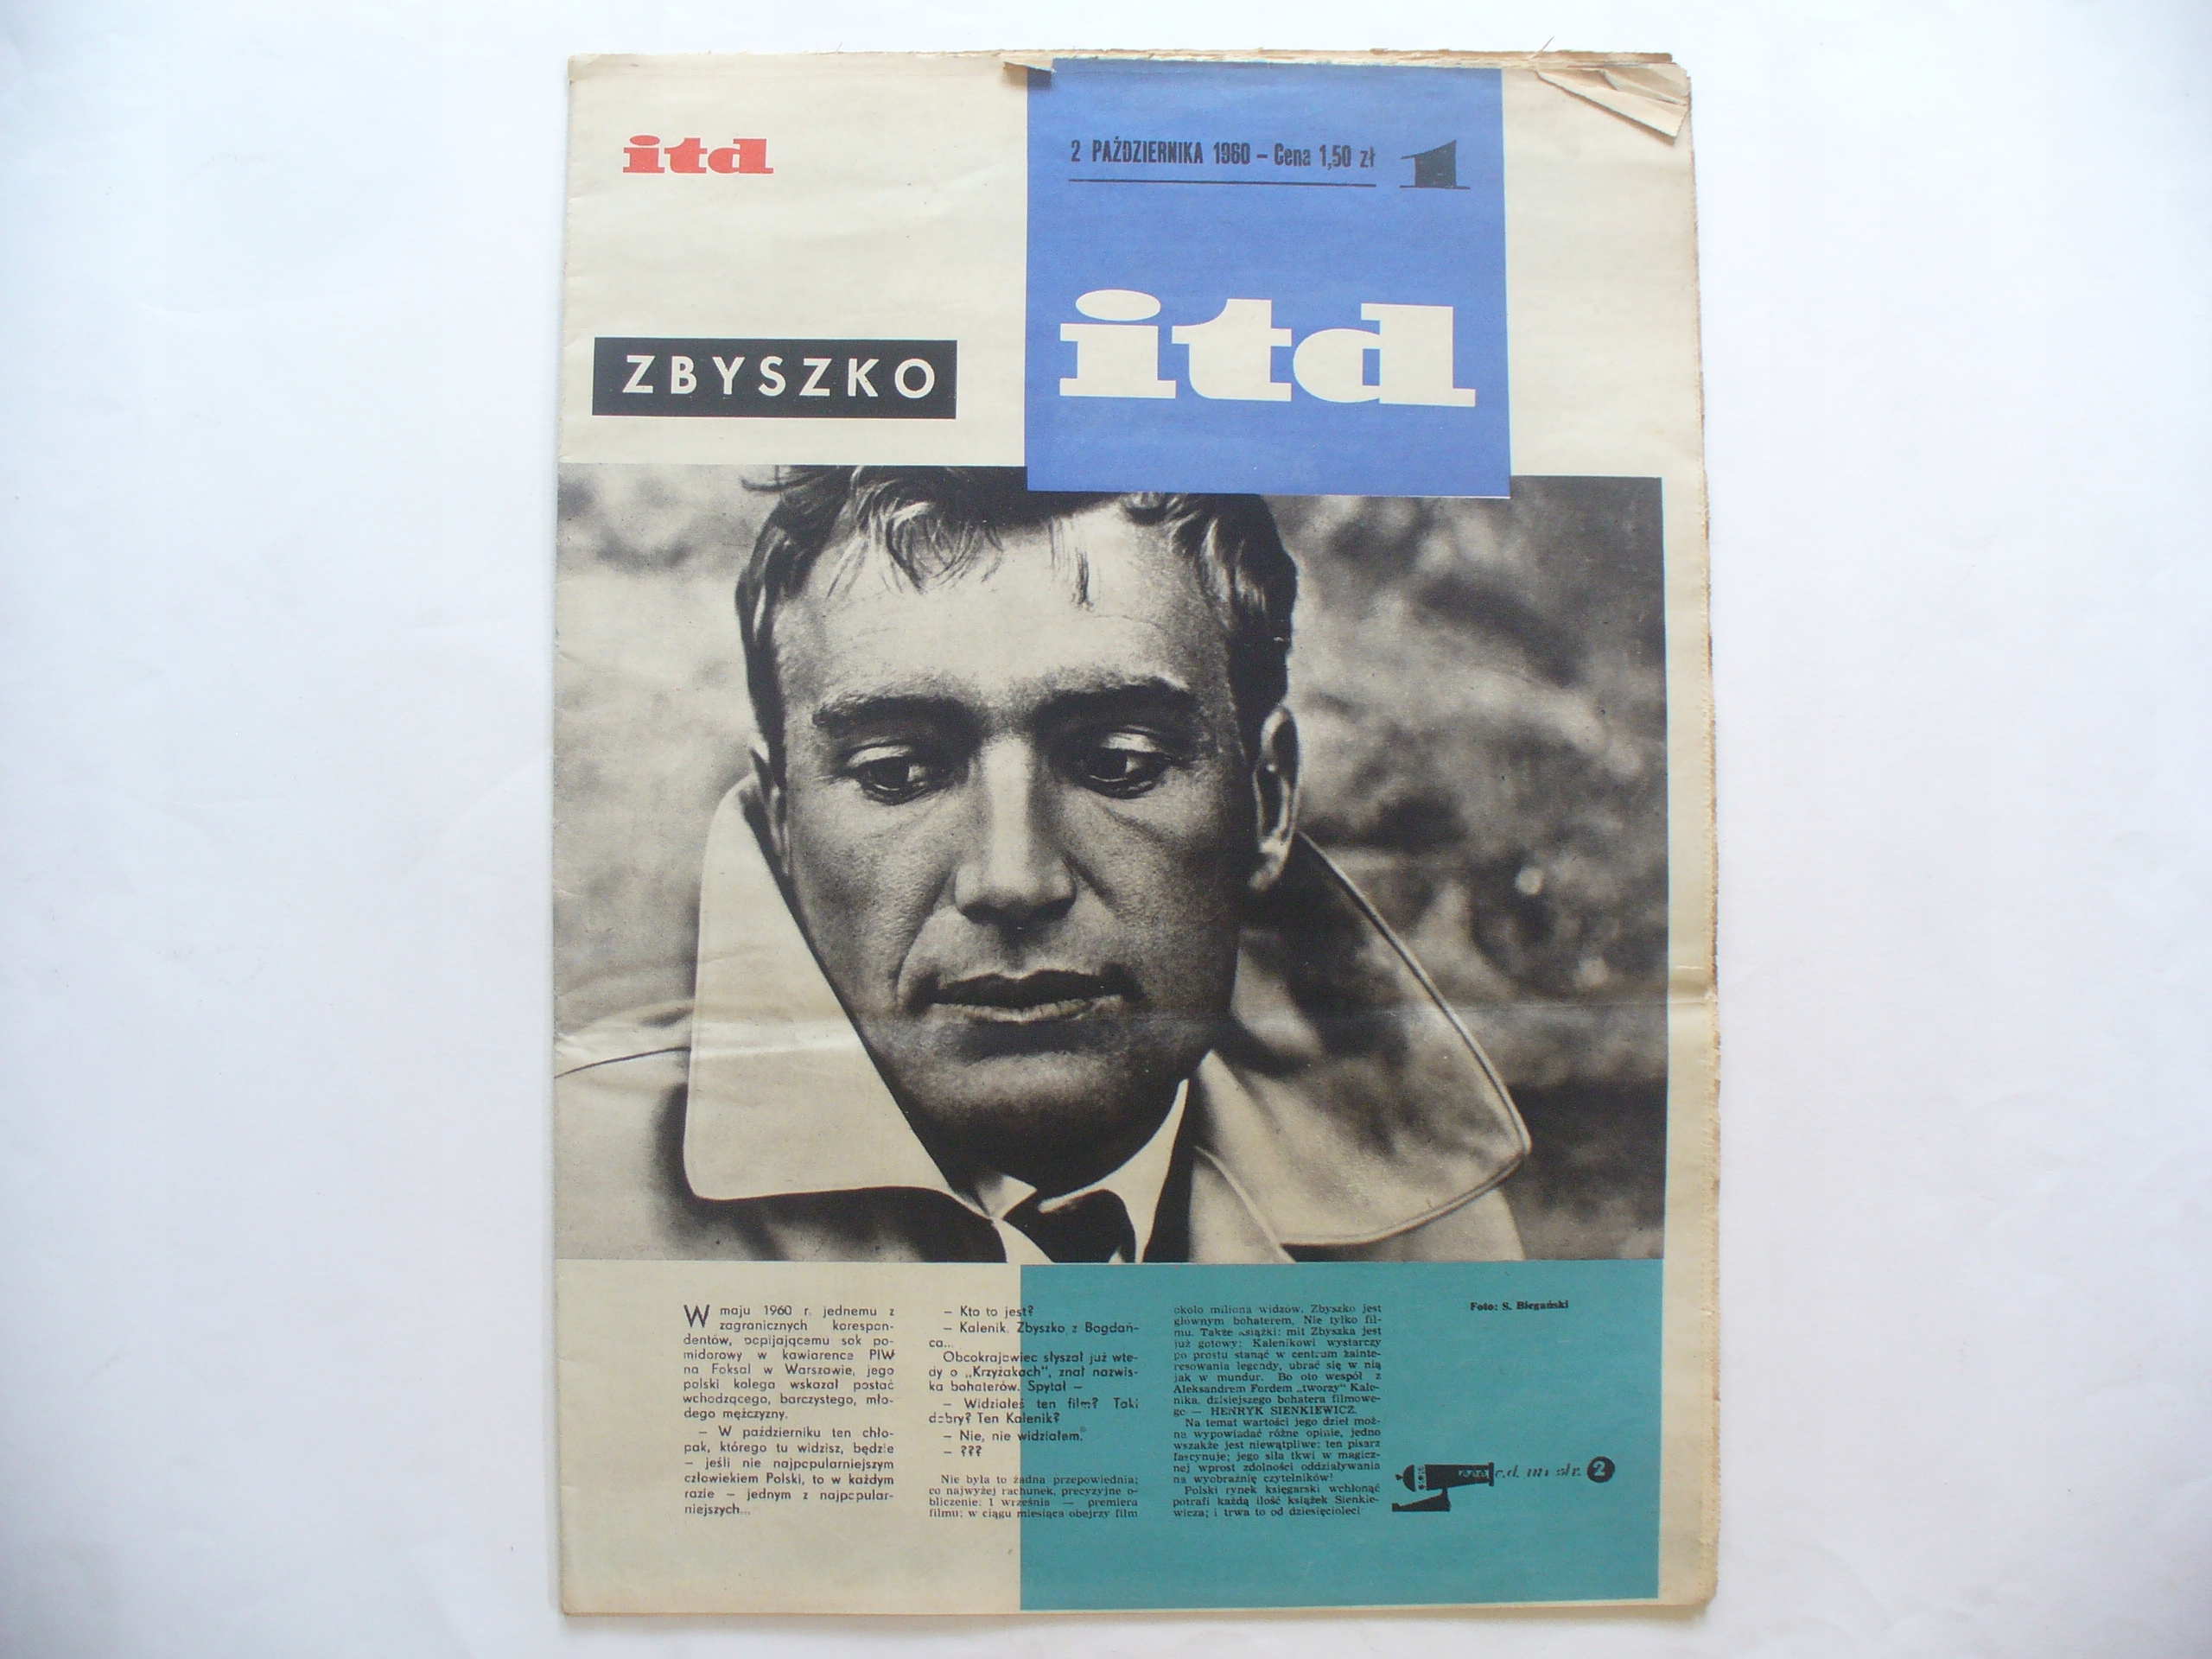 itd
2 PAŹDZIERNIKA 1960 – Cena 1,50 zł 1
itd
ZBYSZKO
W maju 1960 r. jednemu z
zagranicznych korespon-
dentów, popijającemu sok po-
midorowy w kawiarence PIW
na Foksal w Warszawie, jego
polski kolega wskazał postać
wchodzącego, barczystego, mło-
dego mężczyzny.
– W październiku ten chło-
pak, którego tu widzisz, będzie
– jeśli nie najpopularniejszym
człowiekiem Polski, to w każdym
razie – jednym z najpopular-
niejszych...
– Kto to jest?
– Kalenik. Zbyszko z Bogdań-
ca...
Obcokrajowiec słyszał już wte-
dy o „Krzyżakach", znał nazwis-
ka bohaterów. Spytał –
– Widziałeś ten film? Taki
dobry? Ten Kalenik?
– Nie, nie widziałem.
– ???
Nie była to żadna przepowiednia;
co najwyżej rachunek, precyzyjne o-
bliczenie: 1 września — premiera
filmu; w ciągu miesiąca obejrzy film
około miliona widzów. Zbyszko jest
głównym bohaterem. Nie tylko fil-
mu. Także książki; mit Zbyszka jest
już gotowy; Kalenikowi wystarczy
po prostu stanąć w centrum zainte-
resowania legendy, ubrać się w nią
jak w mundur. Bo oto wespół z
Aleksandrem Fordem „tworzy" Kale-
nika, dzisiejszego bohatera filmowe-
go — HENRYK SIENKIEWICZ.
Na temat wartości jego dzieł moż-
na wypowiadać różne opinie, jedno
wszakże jest niewątpliwe: ten pisarz
fascynuje; jego siła tkwi w magicz-
nej wprost zdolności oddziaływania
na wyobraźnię czytelników!
Polski rynek księgarski wchłonąć
potrafi każdą ilość książek Sienkie-
wicza; i trwa to od dziesięcioleci
Foto: S. Biegański
c.d. na str. 2